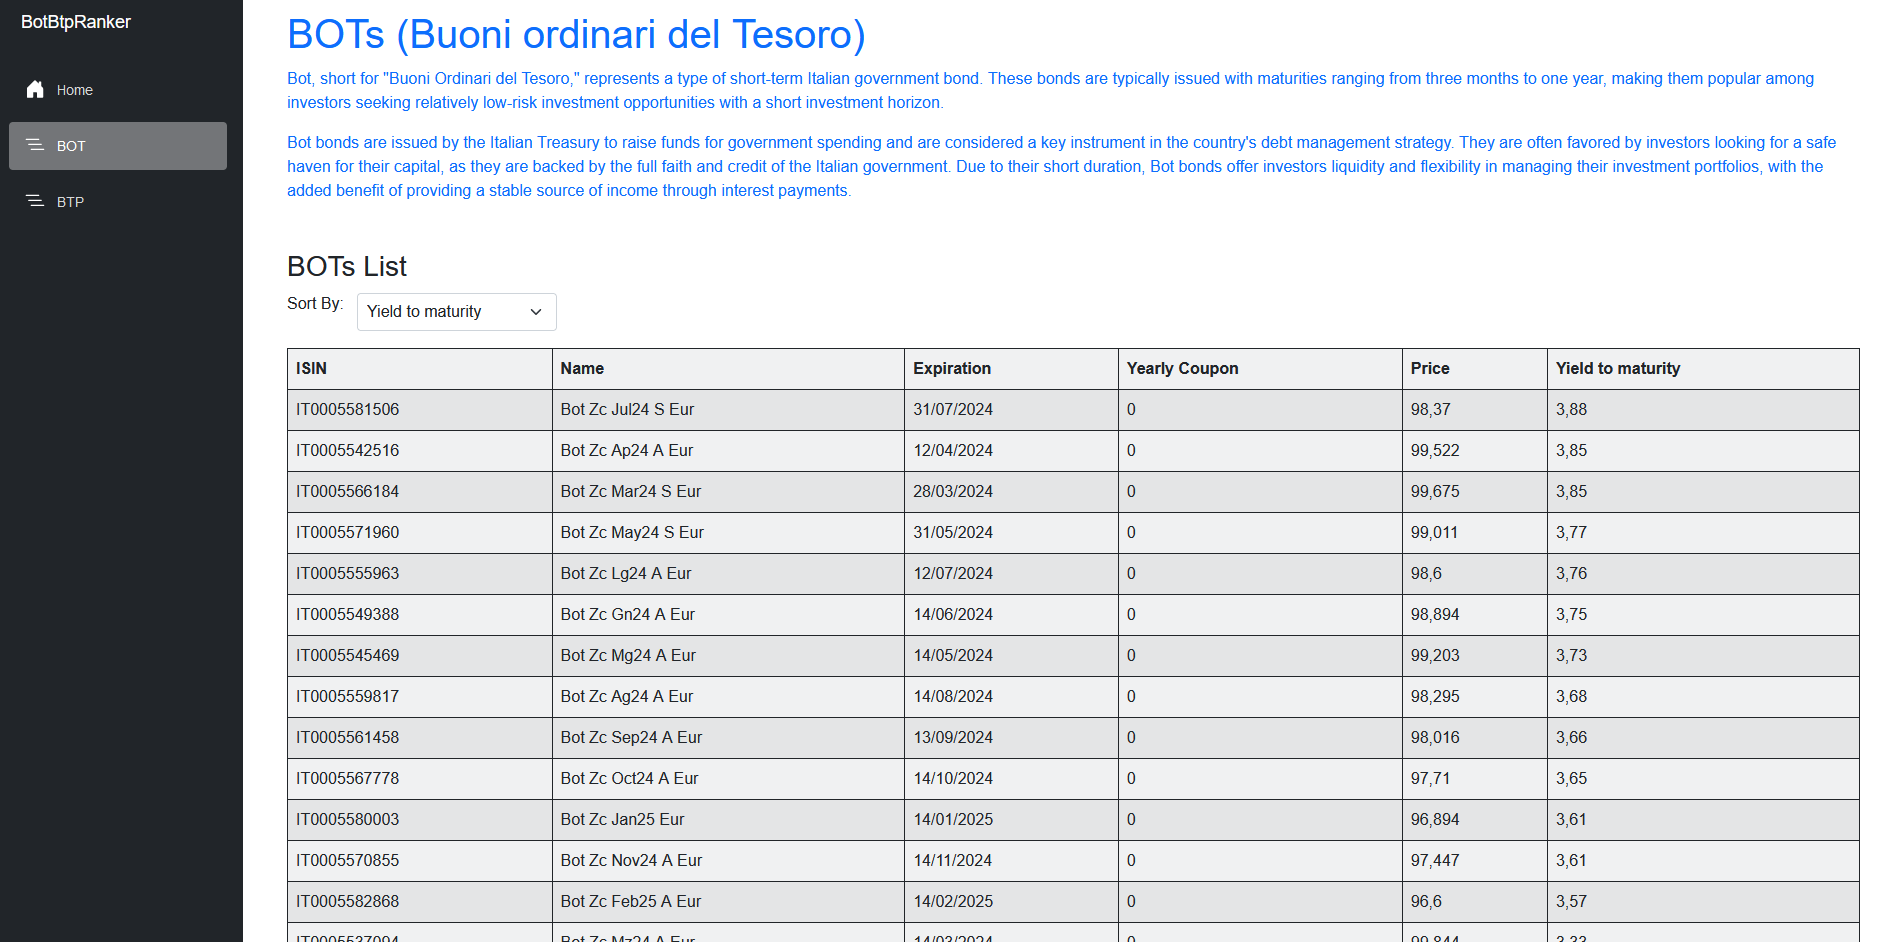 BotBtpRanker
Home
BOT
BTP
BOTs (Buoni ordinari del Tesoro)
Bot, short for "Buoni Ordinari del Tesoro," represents a type of short-term Italian government bond. These bonds are typically issued with maturities ranging from three months to one year, making them popular among
investors seeking relatively low-risk investment opportunities with a short investment horizon.
Bot bonds are issued by the Italian Treasury to raise funds for government spending and are considered a key instrument in the country's debt management strategy. They are often favored by investors looking for a safe
haven for their capital, as they are backed by the full faith and credit of the Italian government. Due to their short duration, Bot bonds offer investors liquidity and flexibility in managing their investment portfolios, with the
added benefit of providing a stable source of income through interest payments.
BOTs List
Sort By: Yield to maturity
ISIN Name Expiration Yearly Coupon Price Yield to maturity
IT0005581506 Bot Zc Jul24 S Eur 31/07/2024 0 98,37 3,88
IT0005542516 Bot Zc Ap24 A Eur 12/04/2024 0 99,522 3,85
IT0005566184 Bot Zc Mar24 S Eur 28/03/2024 0 99,675 3,85
IT0005571960 Bot Zc May24 S Eur 31/05/2024 0 99,011 3,77
IT0005555963 Bot Zc Lg24 A Eur 12/07/2024 0 98,6 3,76
IT0005549388 Bot Zc Gn24 A Eur 14/06/2024 0 98,894 3,75
IT0005545469 Bot Zc Mg24 A Eur 14/05/2024 0 99,203 3,73
IT0005559817 Bot Zc Ag24 A Eur 14/08/2024 0 98,295 3,68
IT0005561458 Bot Zc Sep24 A Eur 13/09/2024 0 98,016 3,66
IT0005567778 Bot Zc Oct24 A Eur 14/10/2024 0 97,71 3,65
IT0005580003 Bot Zc Jan25 Eur 14/01/2025 0 96,894 3,61
IT0005570855 Bot Zc Nov24 A Eur 14/11/2024 0 97,447 3,61
IT0005582868 Bot Zc Feb25 A Eur 14/02/2025 0 96,6 3,57
IT0005537094 Bot Zc Mz24 A Eur 14/03/2024 0 99,844 3,33